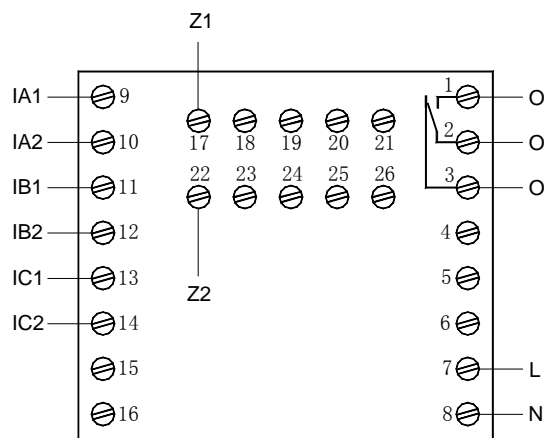 Z1
IA1 9 1 O
IA2 10 17 18 19 20 21 2 O
IB1 11 22 23 24 25 26 3 O
IB2 12 4
IC1 13 Z2 5
IC2 14 6
15 7 L
16 8 N